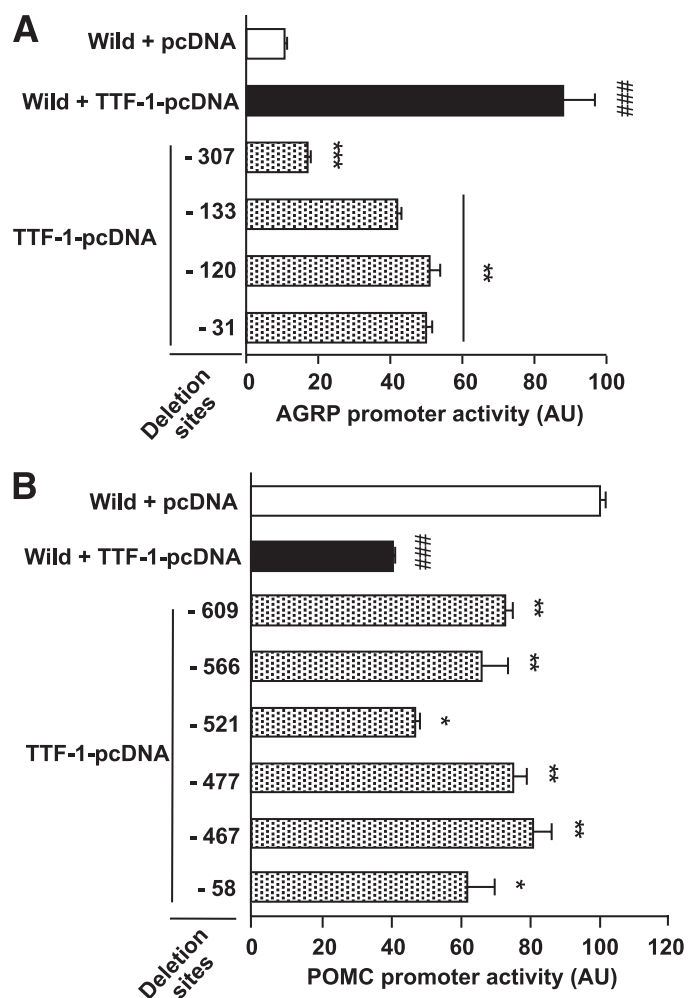 A
Wild + pcDNA
Wild + TTF-1-pcDNA
###
- 307
***
- 133
TTF-1-pcDNA
- 120
**
- 31
Deletion sites
0 20 40 60 80 100
AGRP promoter activity (AU)
B
Wild + pcDNA
Wild + TTF-1-pcDNA
###
- 609
**
- 566
**
- 521
*
TTF-1-pcDNA
- 477
**
- 467
**
- 58
*
Deletion sites
0 20 40 60 80 100 120
POMC promoter activity (AU)